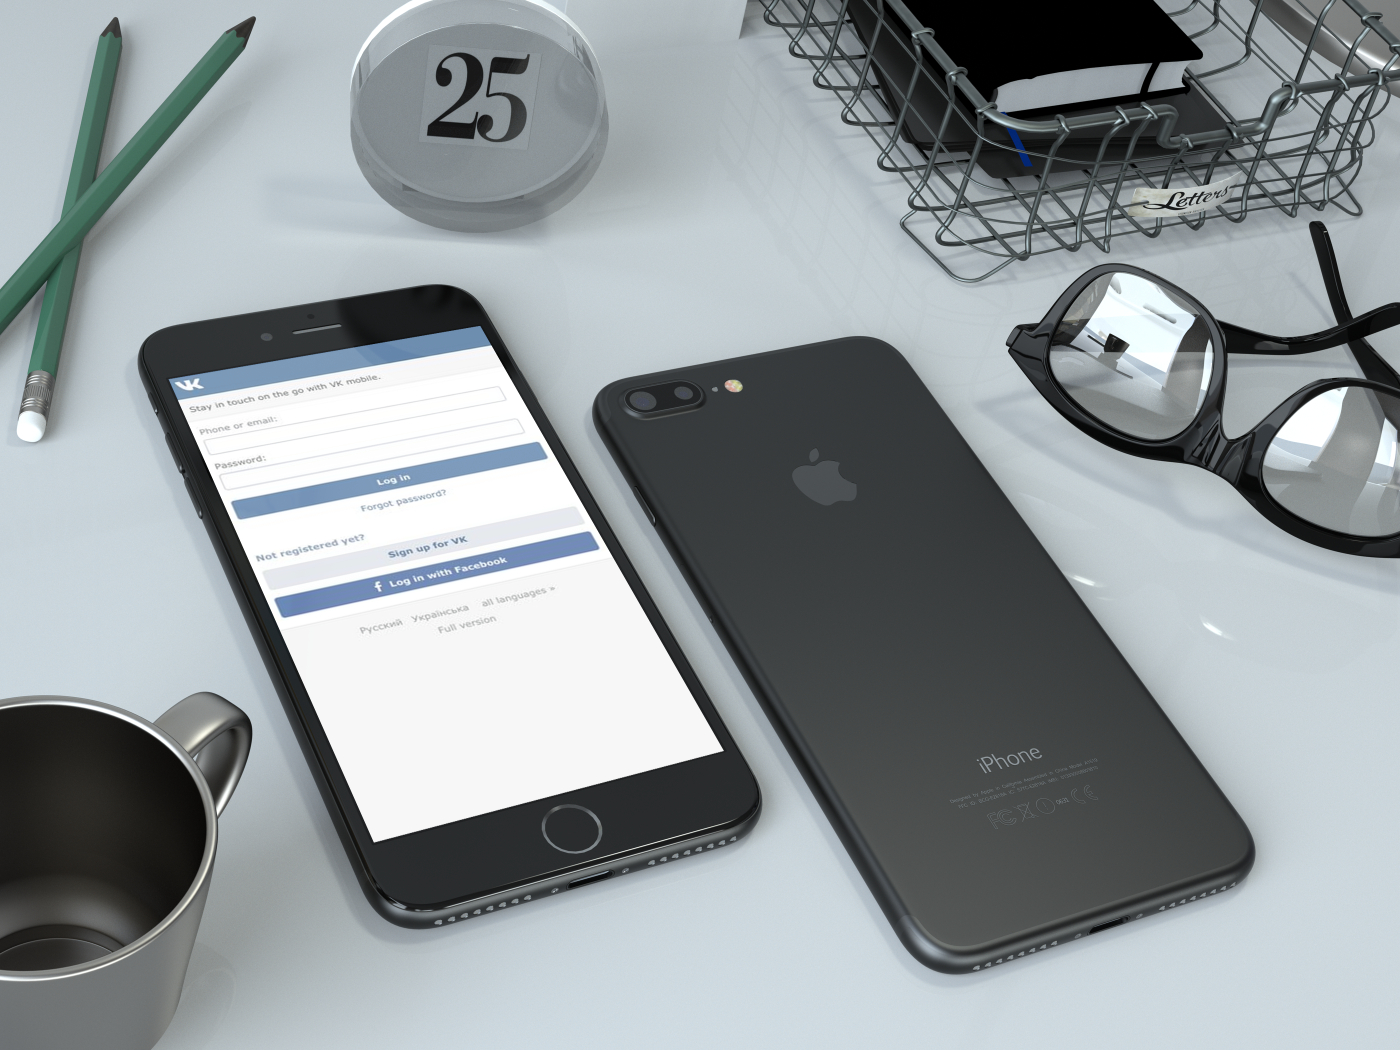 25
Letters
VK
Stay in touch on the go with VK mobile.
Phone or email:
Password:
Log in
Forgot password?
Not registered yet?
Sign up for VK
f Log in with Facebook
Русский Українська all languages »
Full version
iPhone